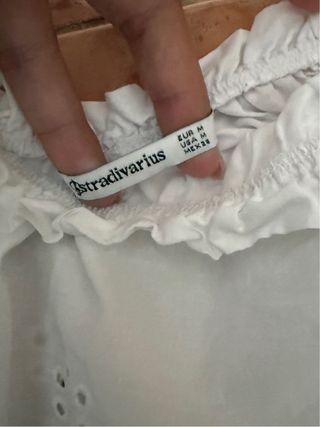 stradivarius
EUR M
USA M
MEX 28